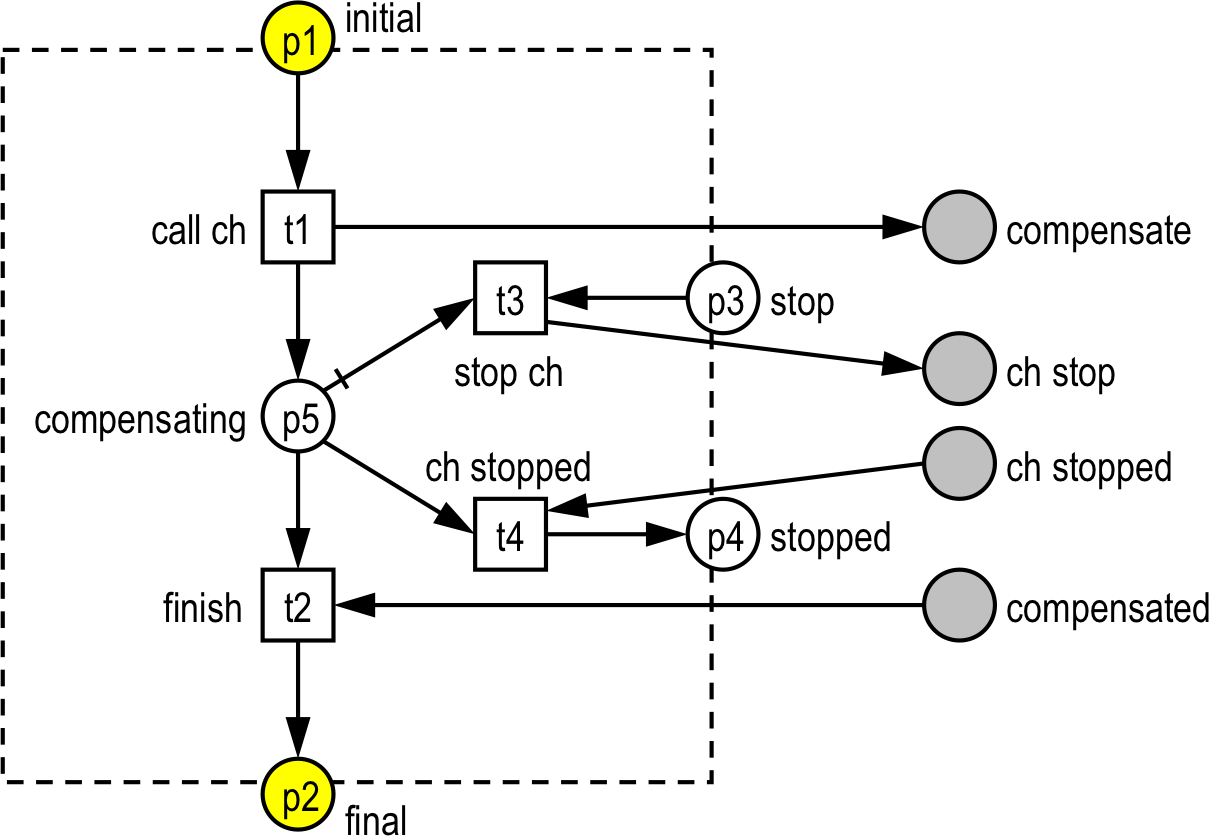 p1 initial
call ch t1 compensate
t3 p3 stop
stop ch ch stop
compensating p5
ch stopped ch stopped
t4 p4 stopped
finish t2 compensated
p2 final